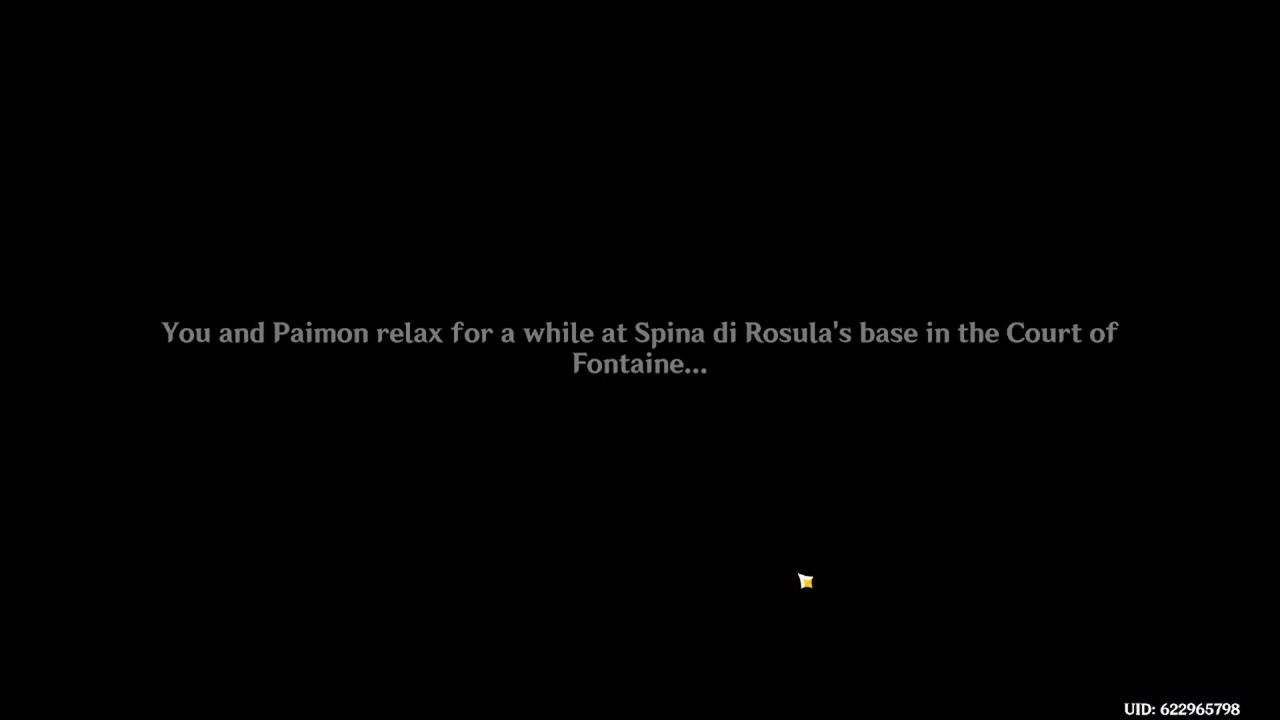 You and Paimon relax for a while at Spina di Rosula's base in the Court of
Fontaine...
UID: 622965798